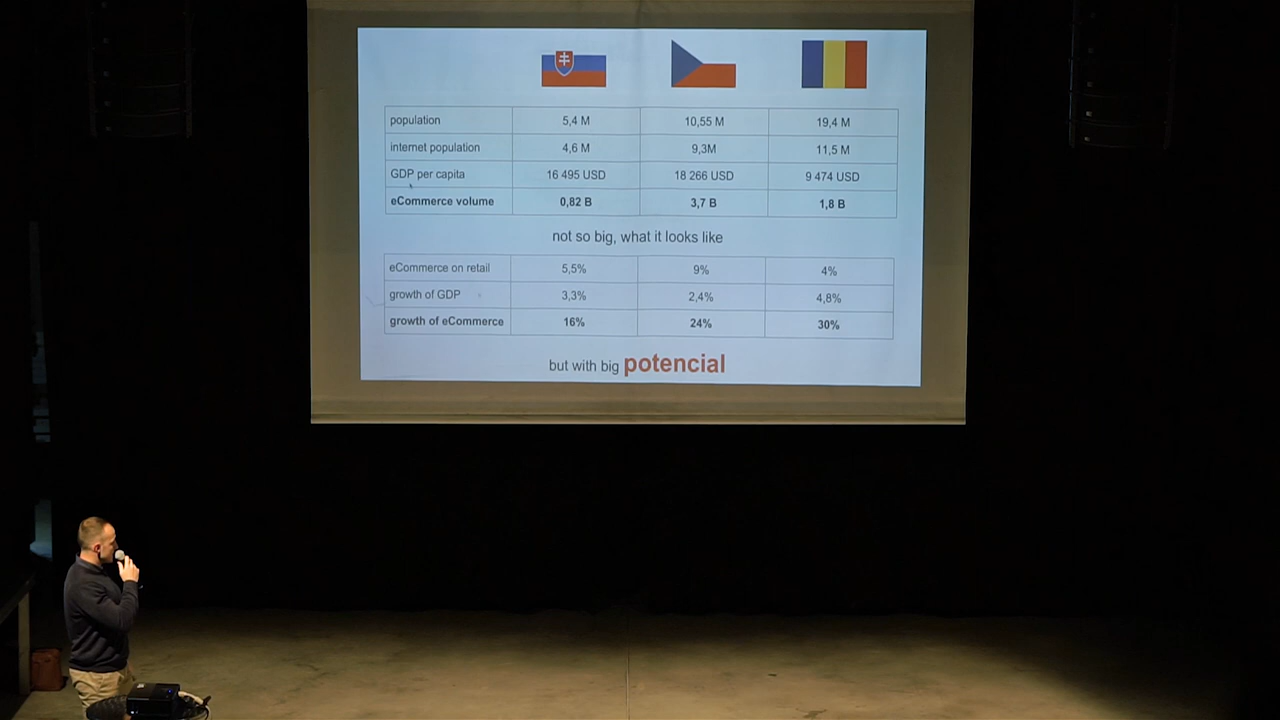 population 5,4 M 10,55 M 19,4 M
internet population 4,6 M 9,3M 11,5 M
GDP per capita 16 495 USD 18 266 USD 9 474 USD
eCommerce volume 0,82 B 3,7 B 1,8 B
not so big, what it looks like
eCommerce on retail 5,5% 9% 4%
growth of GDP 3,3% 2,4% 4,8%
growth of eCommerce 16% 24% 30%
but with big potencial